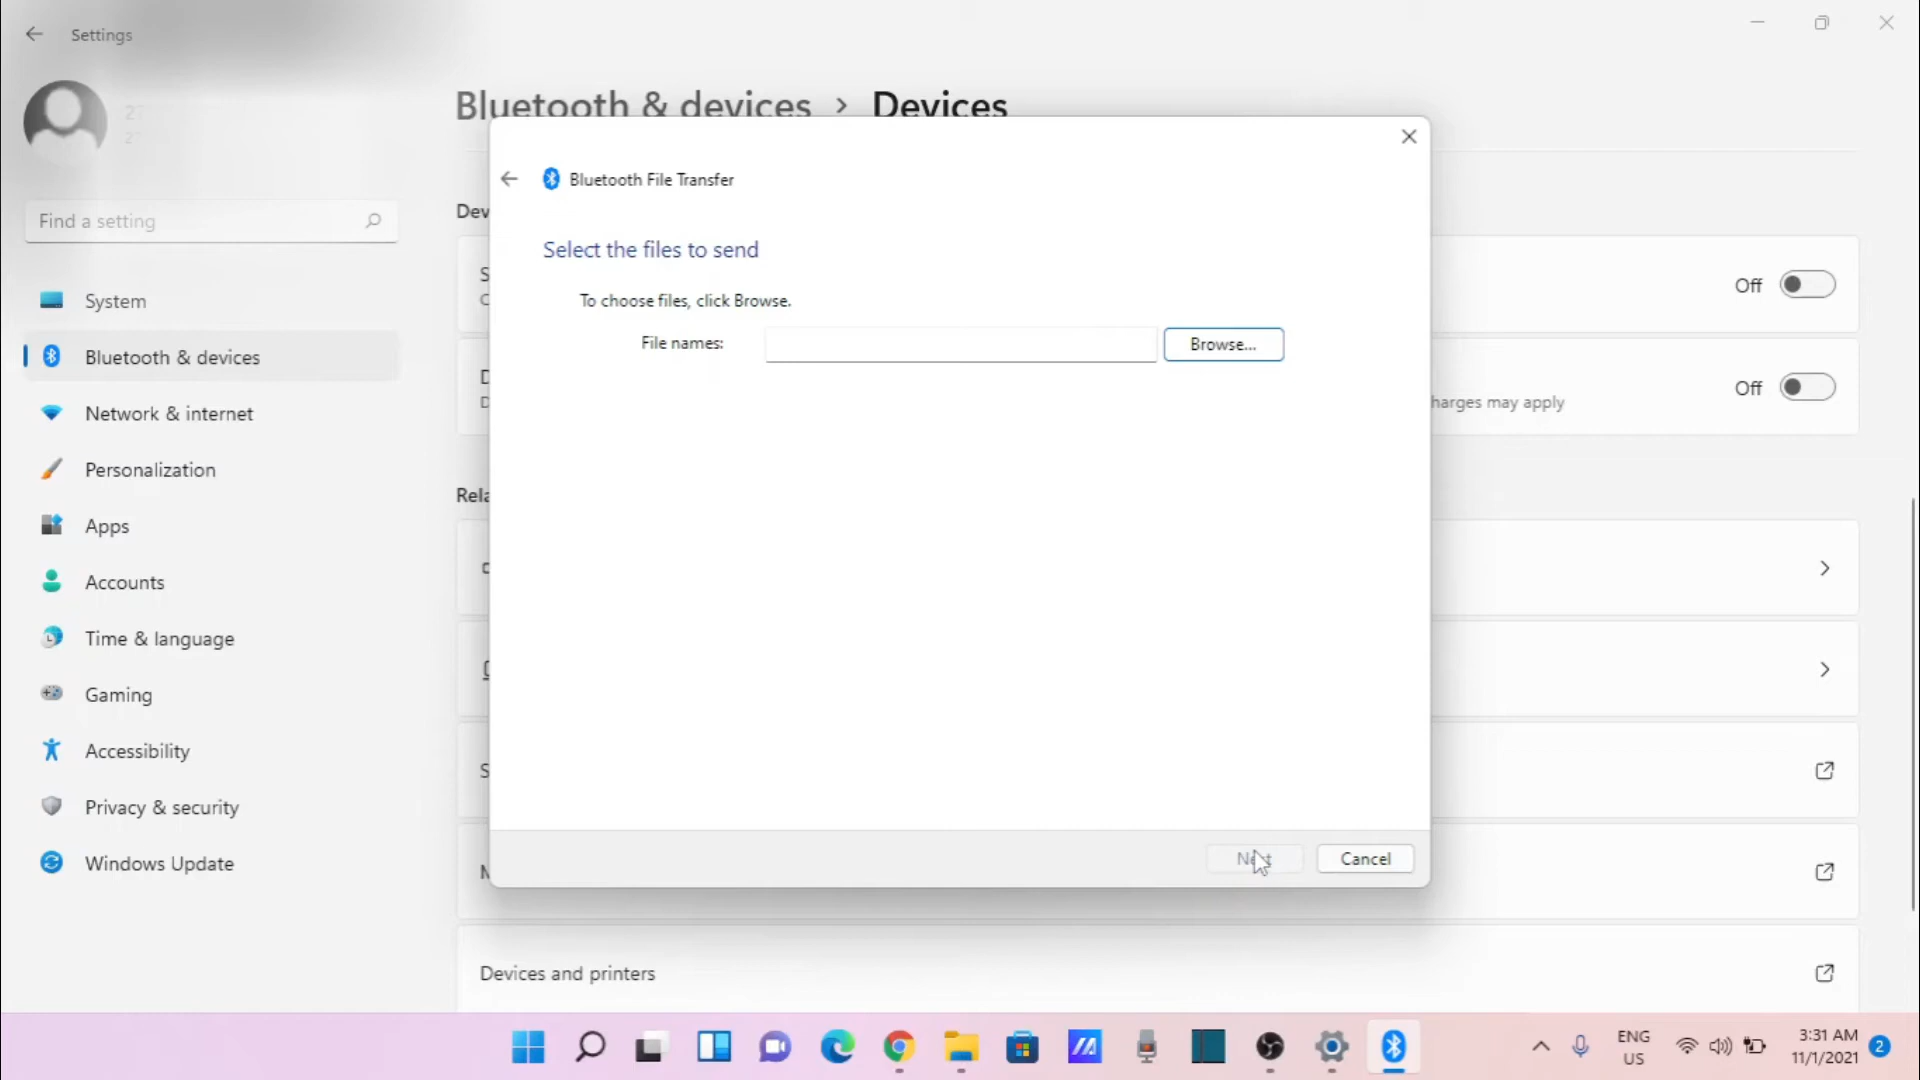 Settings
Find a setting
System
Bluetooth & devices
Network & internet
Personalization
Apps
Accounts
Time & language
Gaming
Accessibility
Privacy & security
Windows Update
Bluetooth & devices > Devices
Off
Off
harges may apply
Devices and printers
Bluetooth File Transfer
Select the files to send
To choose files, click Browse.
File names:
Browse...
Next
Cancel
ENG
US
3:31 AM
11/1/2021
2